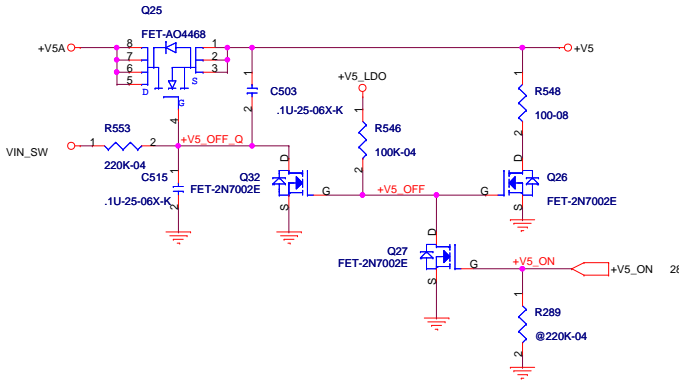 Q25
FET-AO4468
+V5A
8
7
6
5
D
S
G
1
2
3
4
+V5
1
C503
.1U-25-06X-K
2
+V5_LDO
1
R546
100K-04
2
1
R548
100-08
2
VIN_SW
1
R553
2
220K-04
+V5_OFF_Q
1
C515
.1U-25-06X-K
2
Q32
FET-2N7002E
D
G
S
+V5_OFF
G
D
S
Q26
FET-2N7002E
Q27
FET-2N7002E
D
G
S
+V5_ON
+V5_ON
28
1
R289
@220K-04
2